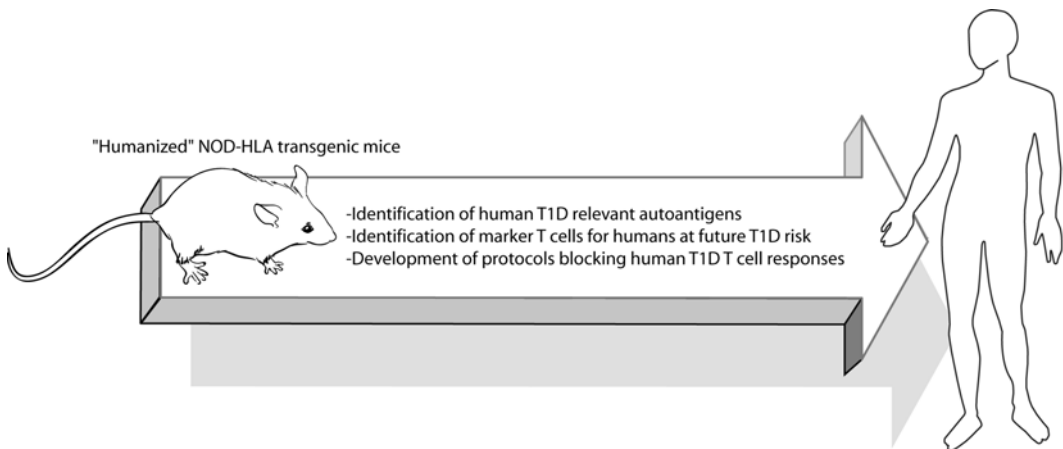 "Humanized" NOD-HLA transgenic mice
-Identification of human T1D relevant autoantigens
-Identification of marker T cells for humans at future T1D risk
-Development of protocols blocking human T1D T cell responses